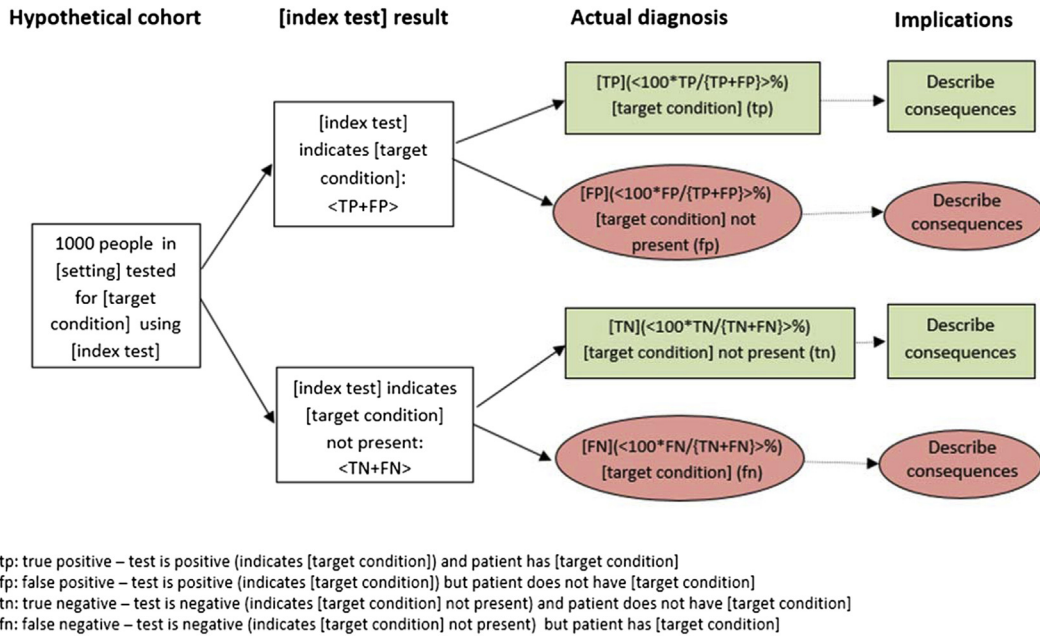 Hypothetical cohort
[index test] result
Actual diagnosis
Implications
1000 people in
[setting] tested
for [target
condition] using
[index test]
[index test]
indicates [target
condition]:
<TP+FP>
[index test] indicates
[target condition]
not present:
<TN+FN>
[TP](<100*TP/{TP+FP}>%)
[target condition] (tp)
[FP](<100*FP/{TP+FP}>%)
[target condition] not
present (fp)
[TN](<100*TN/{TN+FN}>%)
[target condition] not present (tn)
[FN](<100*FN/{TN+FN}>%)
[target condition] (fn)
Describe
consequences
Describe
consequences
Describe
consequences
Describe
consequences
tp: true positive – test is positive (indicates [target condition]) and patient has [target condition]
fp: false positive – test is positive (indicates [target condition]) but patient does not have [target condition]
tn: true negative – test is negative (indicates [target condition] not present) and patient does not have [target condition]
fn: false negative – test is negative (indicates [target condition] not present) but patient has [target condition]